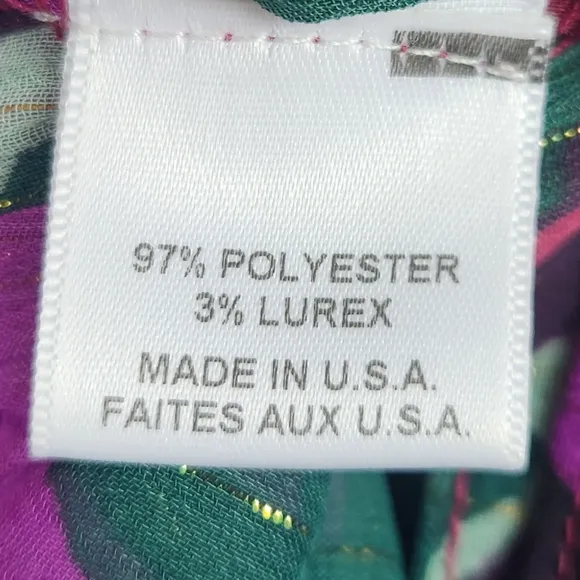 97% POLYESTER
3% LUREX
MADE IN U.S.A.
FAITES AUX U.S.A.